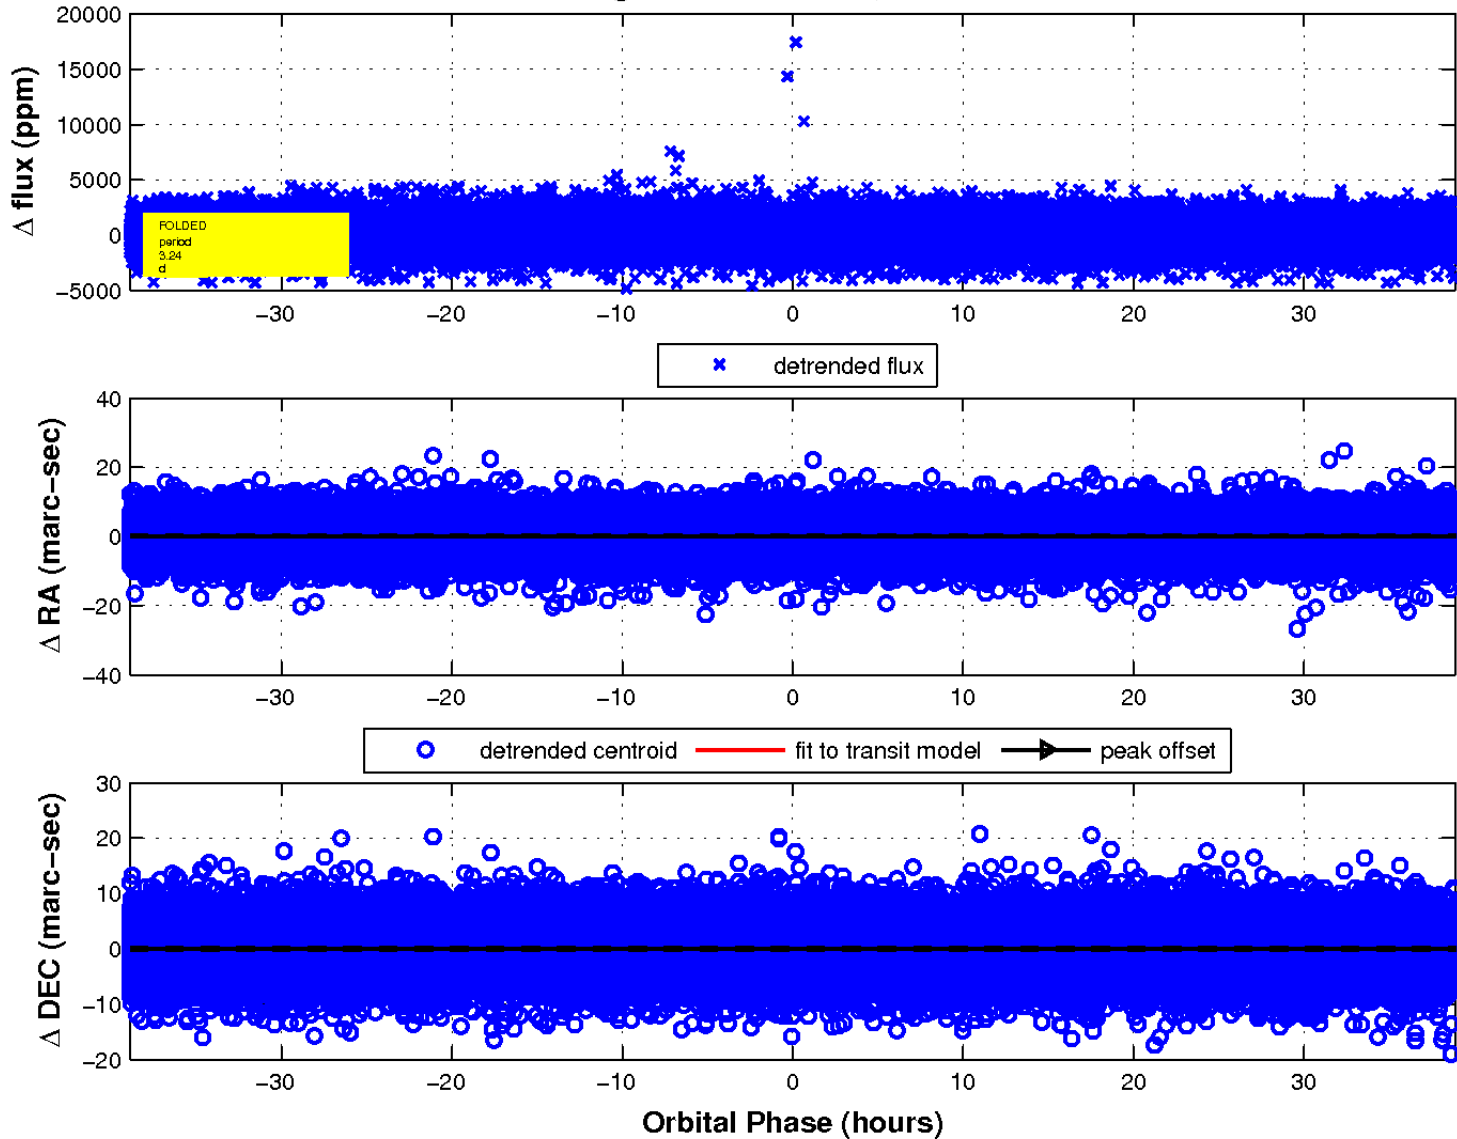 20000
15000
10000
5000
0
−5000
Δ flux (ppm)
FOLDED
period
3.24
d
−30 −20 −10 0 10 20 30
detrended flux
40
20
0
−20
−40
Δ RA (marc−sec)
−30 −20 −10 0 10 20 30
detrended centroid fit to transit model peak offset
30
20
10
0
−10
−20
Δ DEC (marc−sec)
−30 −20 −10 0 10 20 30
Orbital Phase (hours)